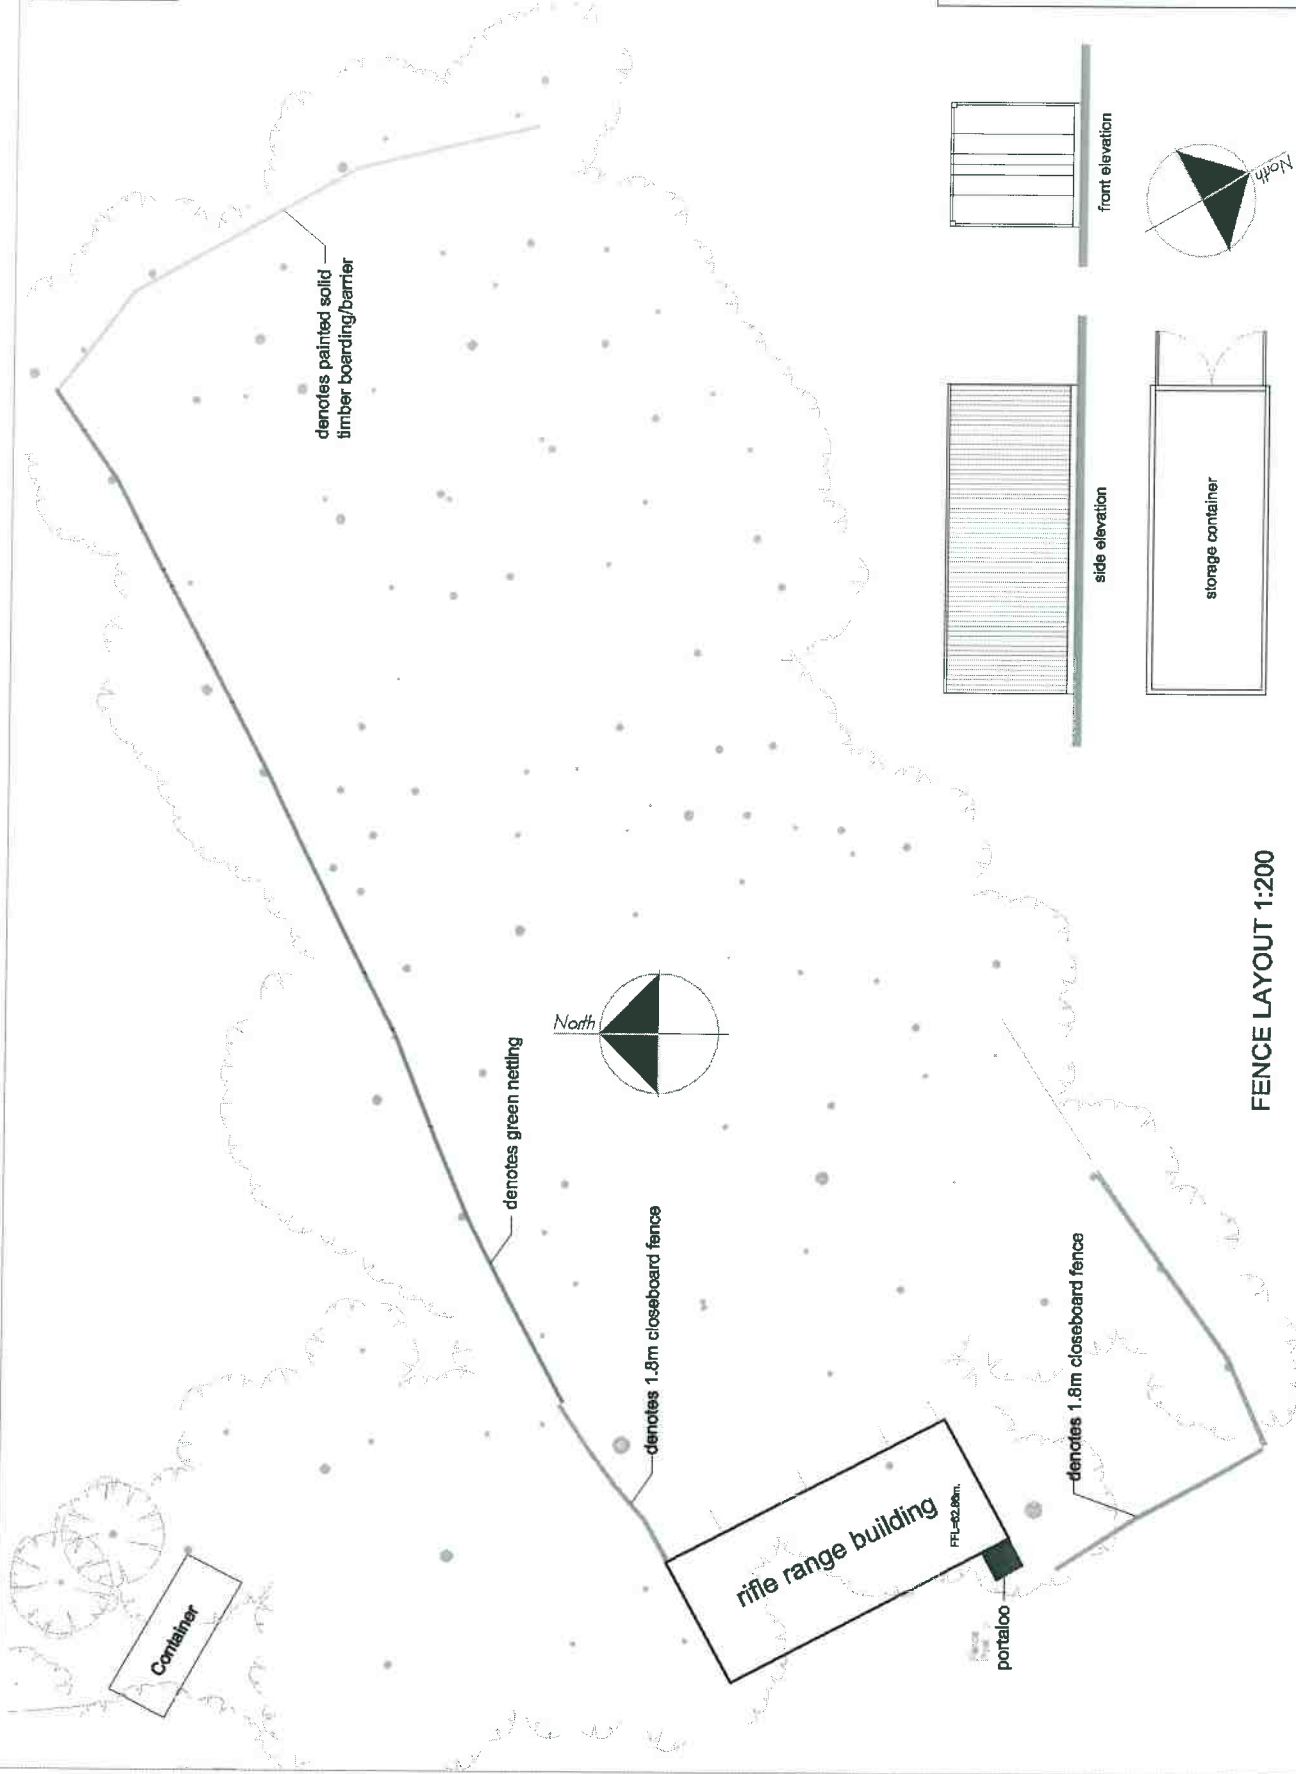 denotes painted solid
timber boarding/barrier
front elevation
North
side elevation
storage container
North
denotes green netting
denotes 1.8m closeboard fence
denotes 1.8m closeboard fence
rifle range building
portaloo
Container
FENCE LAYOUT 1:200